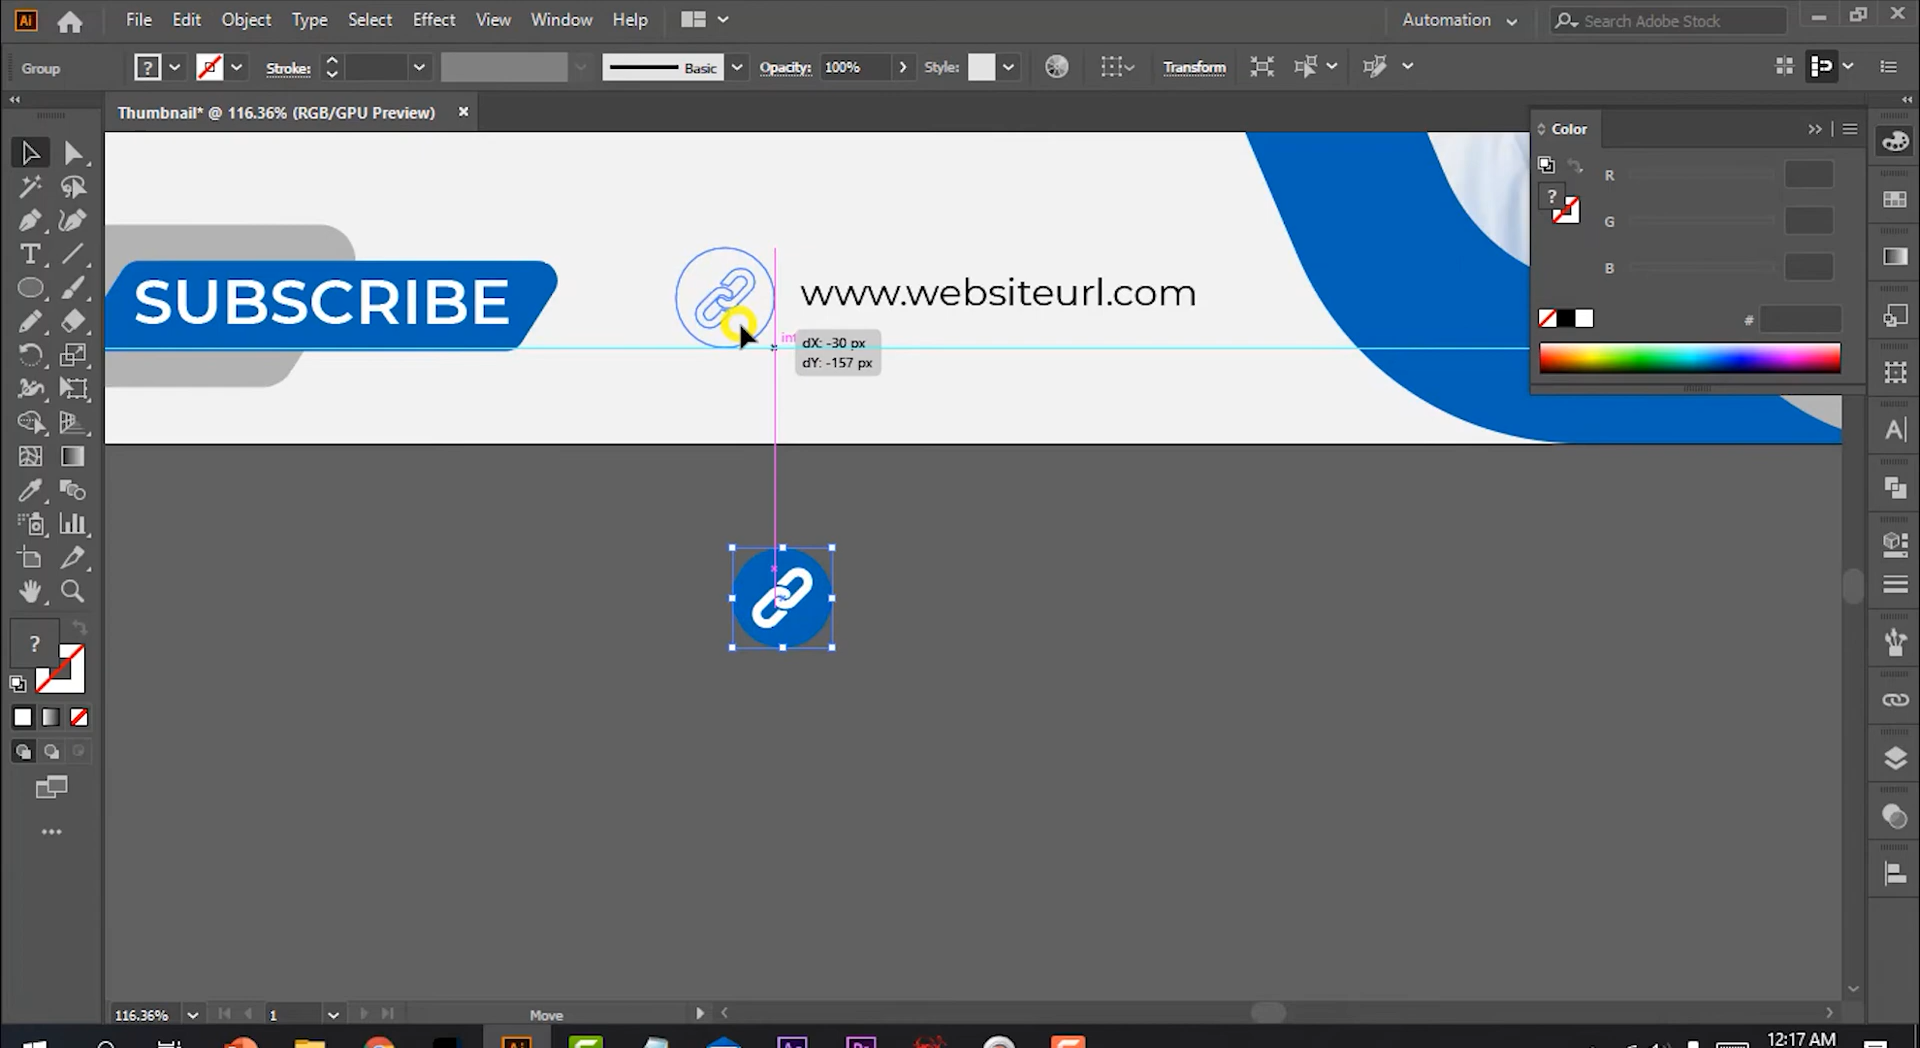 Ai File Edit Object Type Select Effect View Window Help Automation Search Adobe Stock
Group ? Stroke: Basic Opacity: 100% Style: Transform
Thumbnail* @ 116.36% (RGB/GPU Preview) ×
Color
R
? G
B
#
SUBSCRIBE
www.websiteurl.com
int
dX: -30 px
dY: -157 px
T
?
A
116.36% 1 Move
12:17 AM